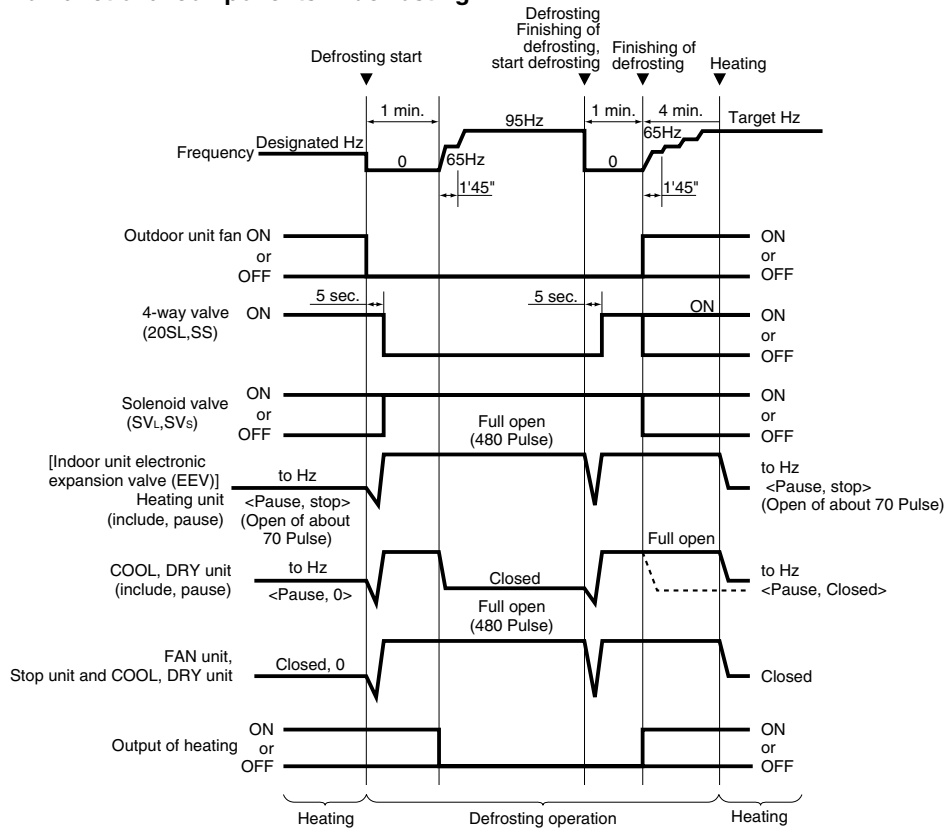 Defrosting
Finishing of
defrosting,
start defrosting
Finishing of
defrosting
Defrosting start
Heating
1 min.
1 min.
4 min.
95Hz
Target Hz
Designated Hz
65Hz
Frequency
0
65Hz
0
1'45"
1'45"
Outdoor unit fan ON
or
OFF
ON
or
OFF
5 sec.
5 sec.
4-way valve
(20SL,SS)
ON
ON
ON
or
OFF
Solenoid valve
(SVL,SVS)
ON
or
OFF
ON
or
OFF
Full open
(480 Pulse)
[Indoor unit electronic
expansion valve (EEV)]
Heating unit
(include, pause)
to Hz
<Pause, stop>
(Open of about
70 Pulse)
to Hz
<Pause, stop>
(Open of about 70 Pulse)
COOL, DRY unit
(include, pause)
to Hz
<Pause, 0>
Closed
Full open
to Hz
<Pause, Closed>
Full open
(480 Pulse)
FAN unit,
Stop unit and COOL, DRY unit
Closed, 0
Closed
Output of heating
ON
or
OFF
ON
or
OFF
Heating
Defrosting operation
Heating